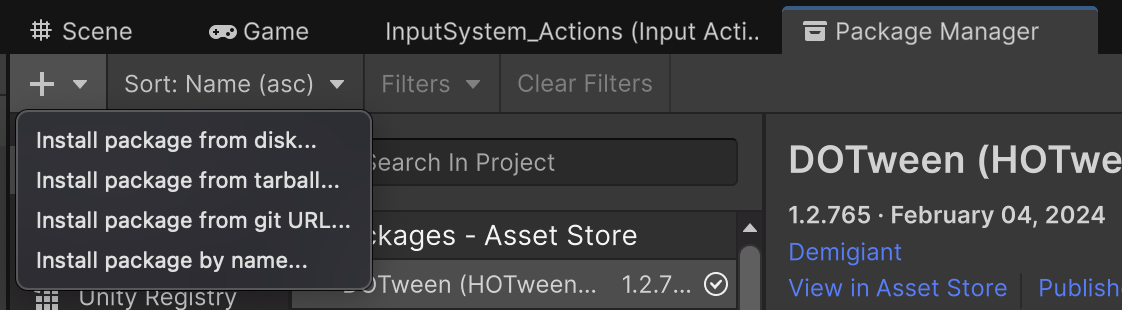 Scene
Game
InputSystem_Actions (Input Acti..
Package Manager
Sort: Name (asc)
Filters
Clear Filters
Install package from disk...
Install package from tarball...
Install package from git URL...
Install package by name...
Search In Project
ckages - Asset Store
DOTween (HOTween... 1.2.7...
Unity Registry
DOTween (HOTwe
1.2.765 · February 04, 2024
Demigiant
View in Asset Store
Publish